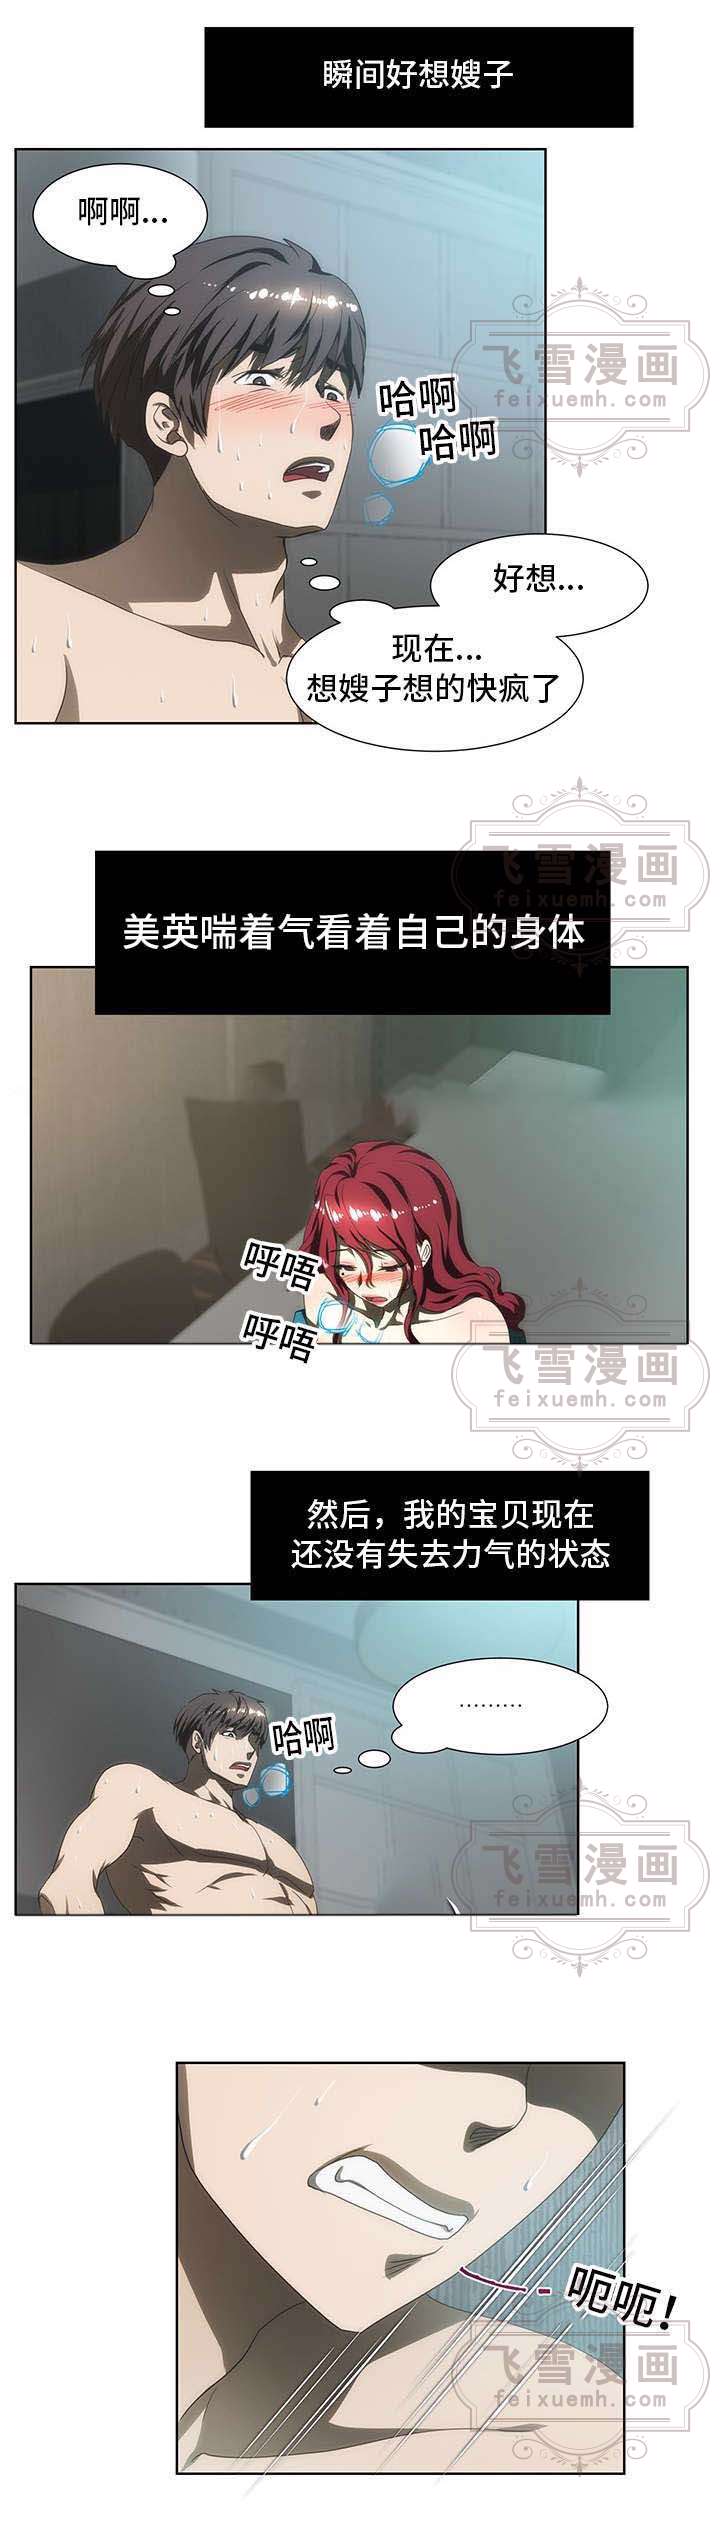 瞬间好想嫂子
啊啊…
飞雪漫画
feixuemh.com
哈啊
哈啊
好想…
现在…
想嫂子想的快疯了
飞雪漫画
feixuemh.com
美英喘着气看着自己的身体
呼唔
呼唔
飞雪漫画
feixuemh.com
然后，我的宝贝现在
还没有失去力气的状态
………
哈啊
飞雪漫画
feixuemh.com
呃呃!
飞雪漫画
feixuemh.com